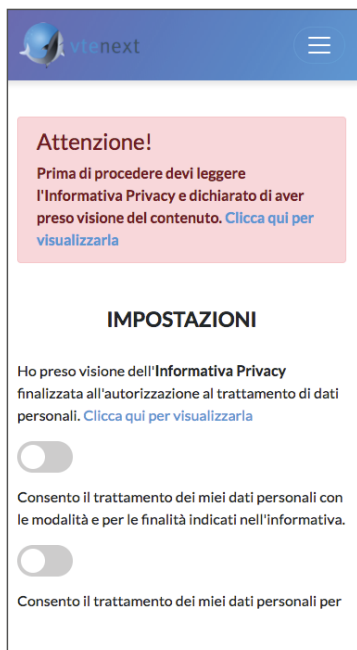 vtenext
Attenzione!
Prima di procedere devi leggere
l'Informativa Privacy e dichiarato di aver
preso visione del contenuto. Clicca qui per
visualizzarla
IMPOSTAZIONI
Ho preso visione dell'Informativa Privacy
finalizzata all'autorizzazione al trattamento di dati
personali. Clicca qui per visualizzarla
Consento il trattamento dei miei dati personali con
le modalità e per le finalità indicati nell'informativa.
Consento il trattamento dei miei dati personali per